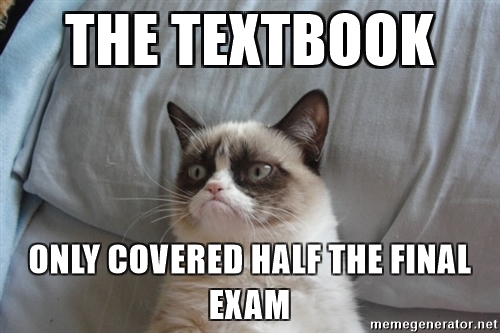 THE TEXTBOOK
ONLY COVERED HALF THE FINAL
EXAM
memegenerator.net